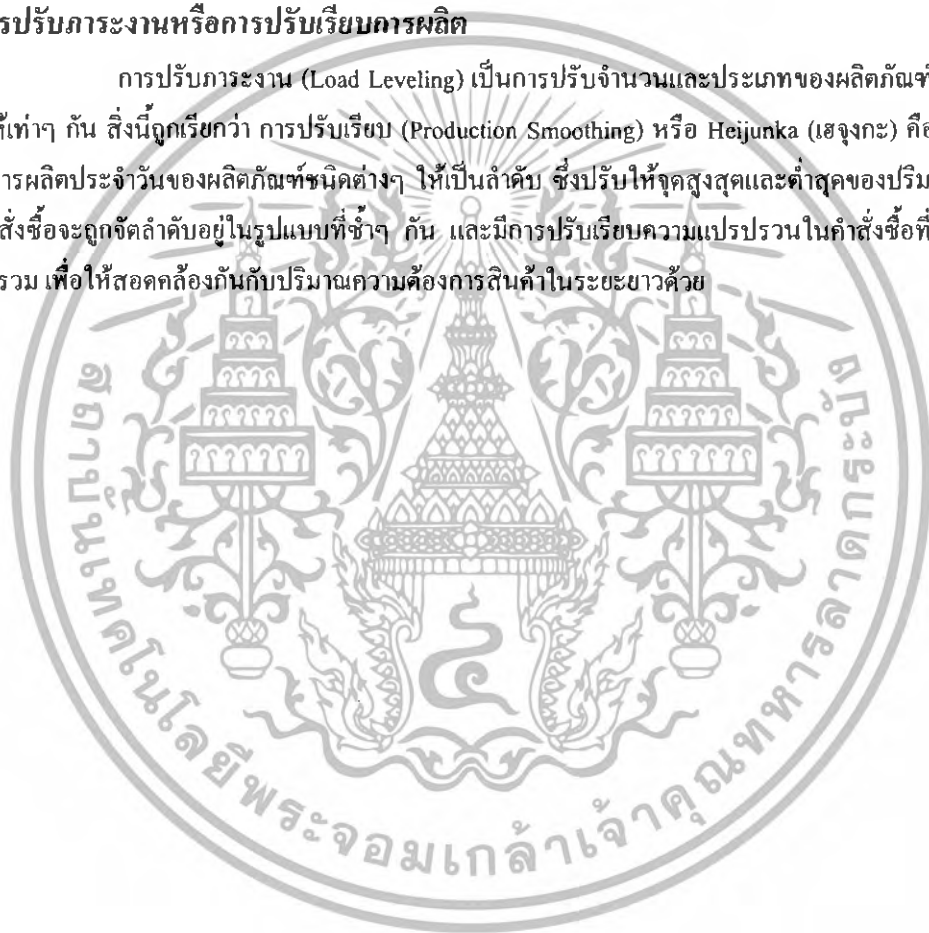 รปรับภาระงานหรือการปรับเรียบการผลิต
การปรับภาระงาน (Load Leveling) เป็นการปรับจำนวนและประเภทของผลิตภัณฑ์
ห้เท่าๆ กัน สิ่งนี้ถูกเรียกว่า การปรับเรียบ (Production Smoothing) หรือ Heijunka (เฮจุงกะ) คือ
ารผลิตประจำวันของผลิตภัณฑ์ชนิดต่างๆ ให้เป็นลำดับ ซึ่งปรับให้จุดสูงสุดและต่ำสุดของปริม
สั่งซื้อจะถูกจัดลำดับอยู่ในรูปแบบที่ซ้ำๆ กัน และมีการปรับเรียบความแปรปรวนในคำสั่งซื้อที่
รวม เพื่อให้สอดคล้องกันกับปริมาณความต้องการสินค้าในระยะยาวด้วย
สถาบันเทคโนโลยีพระจอมเกล้าเจ้าคุณทหารลาดกระบัง